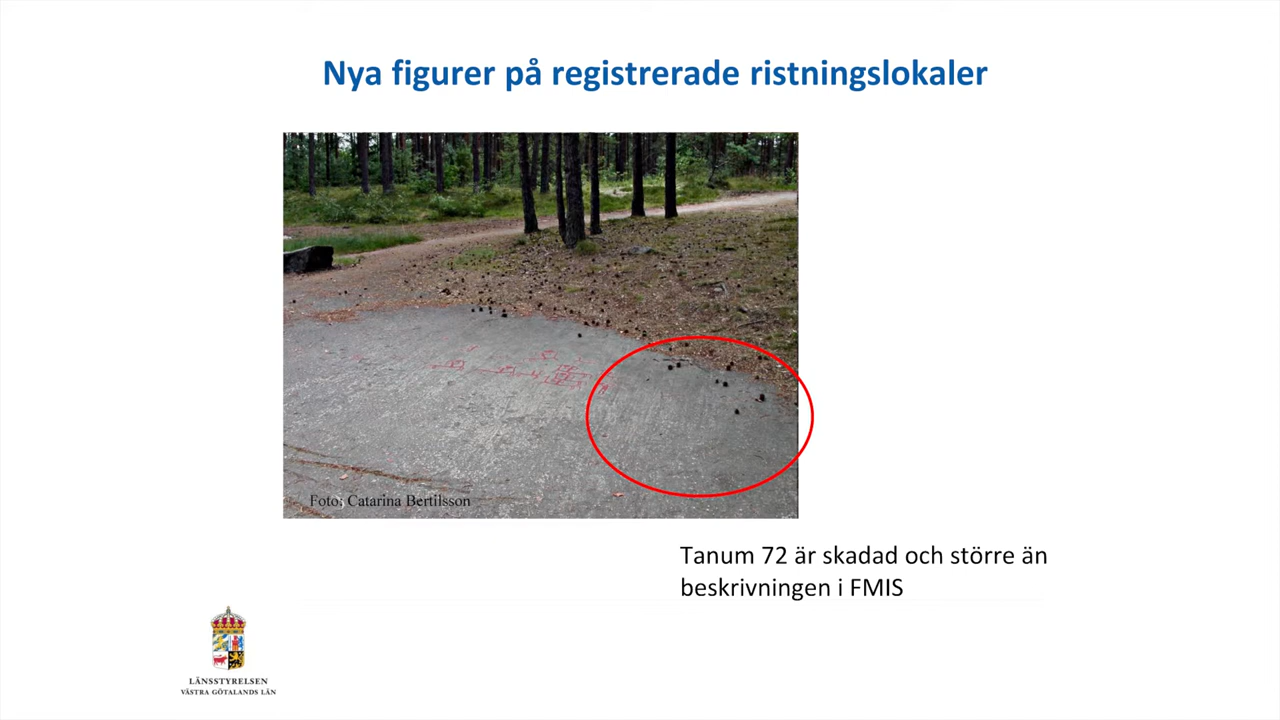 Nya figurer på registrerade ristningslokaler
Foto; Catarina Bertilsson
Tanum 72 är skadad och större än
beskrivningen i FMIS
LÄNSSTYRELSEN
VÄSTRA GÖTALANDS LÄN